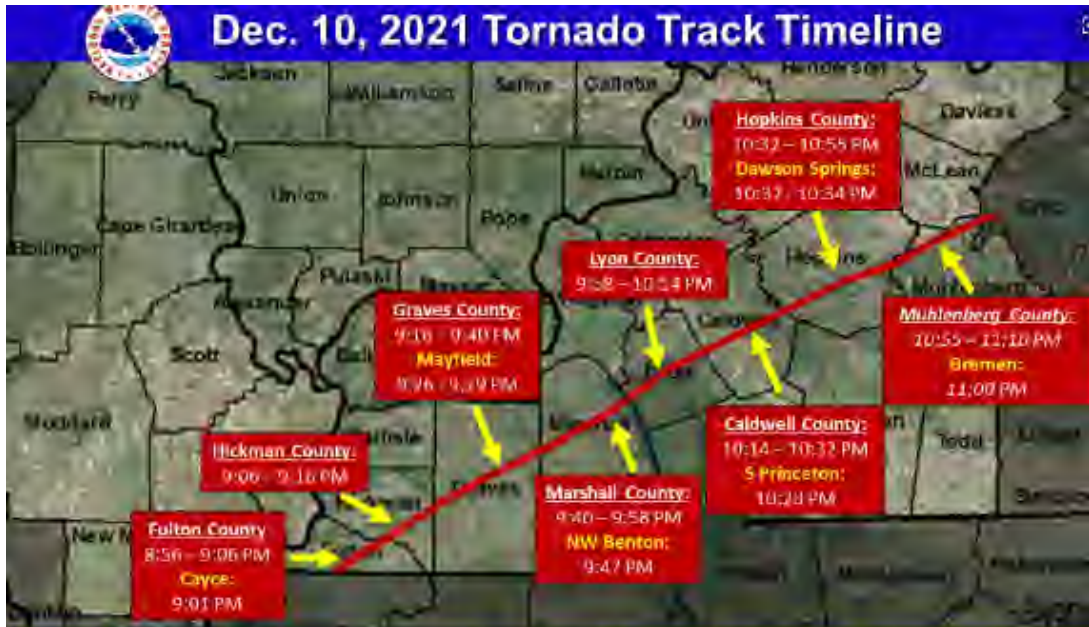 Dec. 10, 2021 Tornado Track Timeline
Perry
Jackson
Williamson
Saline
Gallatin
Henderson
Daviess
McLean
Union
Johnson
Pope
Hardin
Bollinger
Cape Girardeau
Pulaski
Alexander
Scott
Stoddard
Hopkins
Muhlenberg
Graves
Todd
New M
Hopkins County:
10:32 – 10:55 PM
Dawson Springs:
10:32 - 10:34 PM
Lyon County:
9:58 – 10:14 PM
Graves County:
9:16 - 9:40 PM
Mayfield:
9:26 - 9:29 PM
Muhlenberg County:
10:55 – 11:10 PM
Bremen:
11:00 PM
Hickman County:
9:06 – 9:16 PM
Caldwell County:
10:14 – 10:32 PM
S Princeton:
10:20 PM
Marshall County:
9:40 – 9:58 PM
NW Benton:
9:47 PM
Fulton County
8:56 – 9:06 PM
Cayce:
9:01 PM